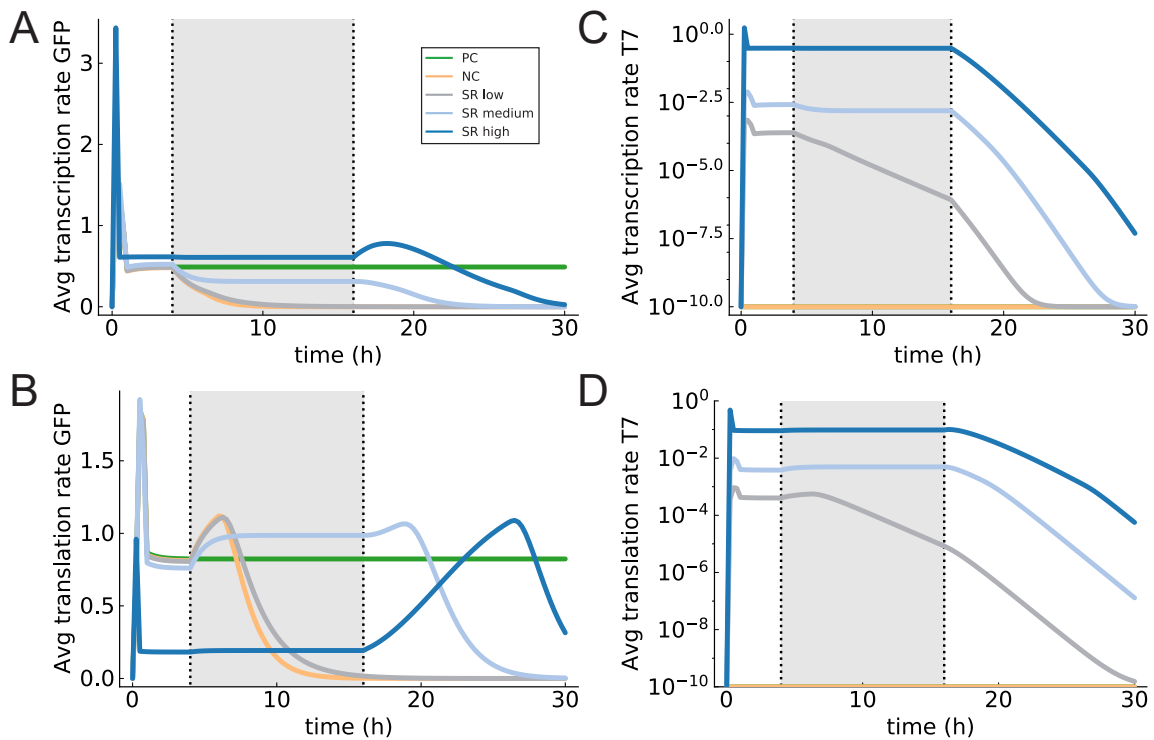 A
Avg transcription rate GFP
3
2
1
0
0
10
20
30
time (h)
PC
NC
SR low
SR medium
SR high
C
Avg transcription rate T7
10^0.0
10^−2.5
10^−5.0
10^−7.5
10^−10.0
0
10
20
30
time (h)
B
Avg translation rate GFP
1.5
1.0
0.5
0.0
0
10
20
30
time (h)
D
Avg translation rate T7
10^0
10^−2
10^−4
10^−6
10^−8
10^−10
0
10
20
30
time (h)